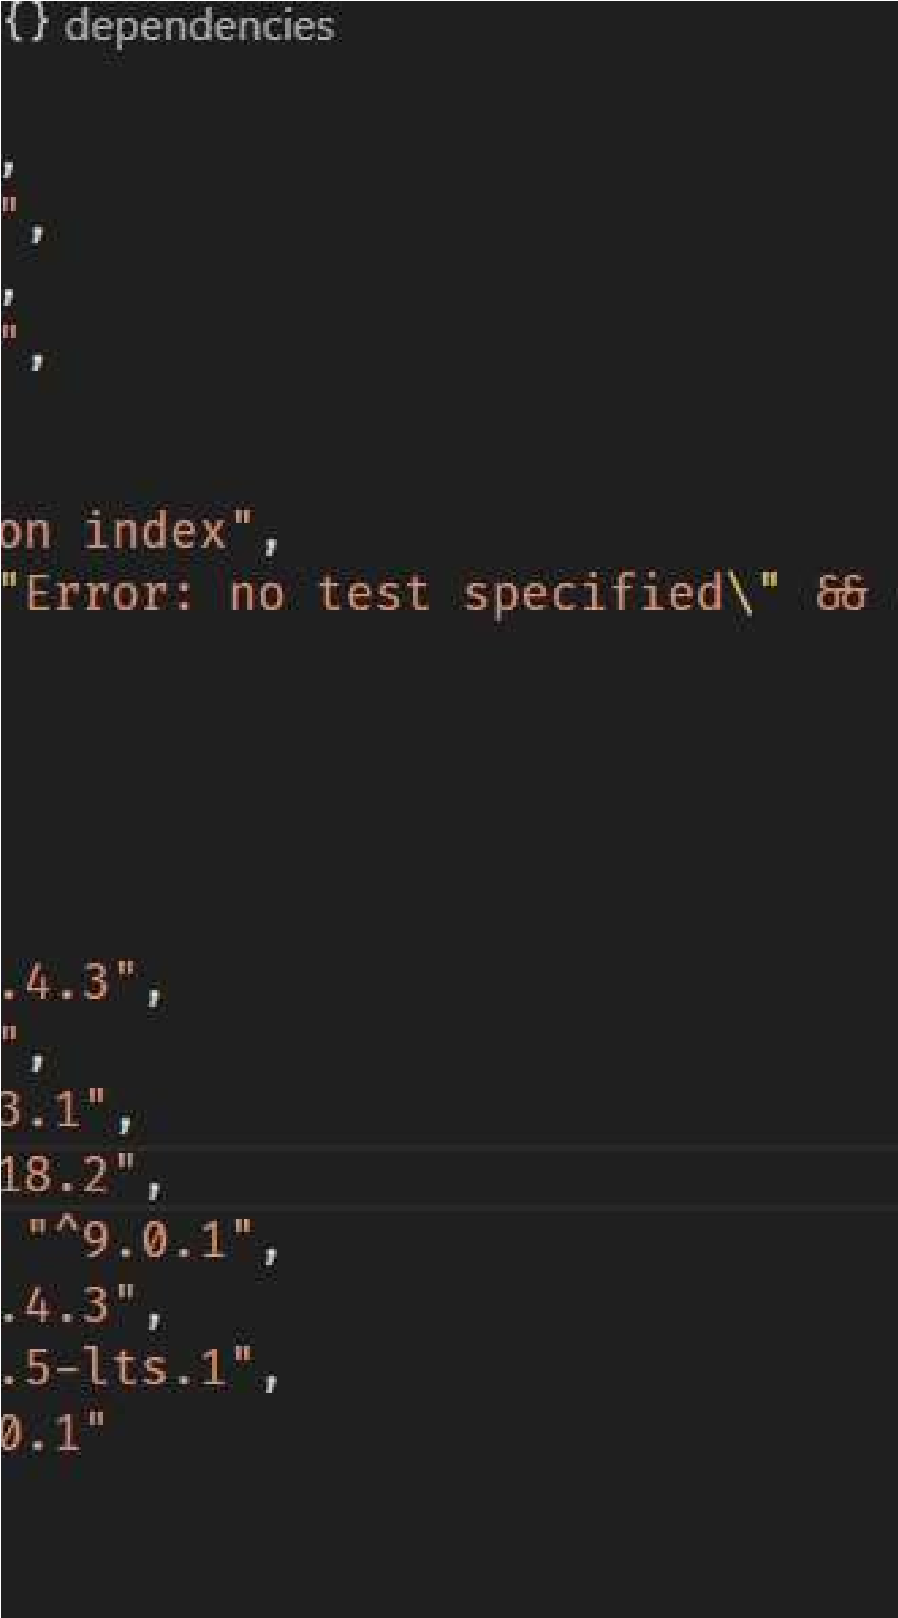 {} dependencies
,
",
,
",
on index",
"Error: no test specified\" &&
.4.3",
",
3.1",
18.2",
"^9.0.1",
.4.3",
.5-lts.1",
0.1"